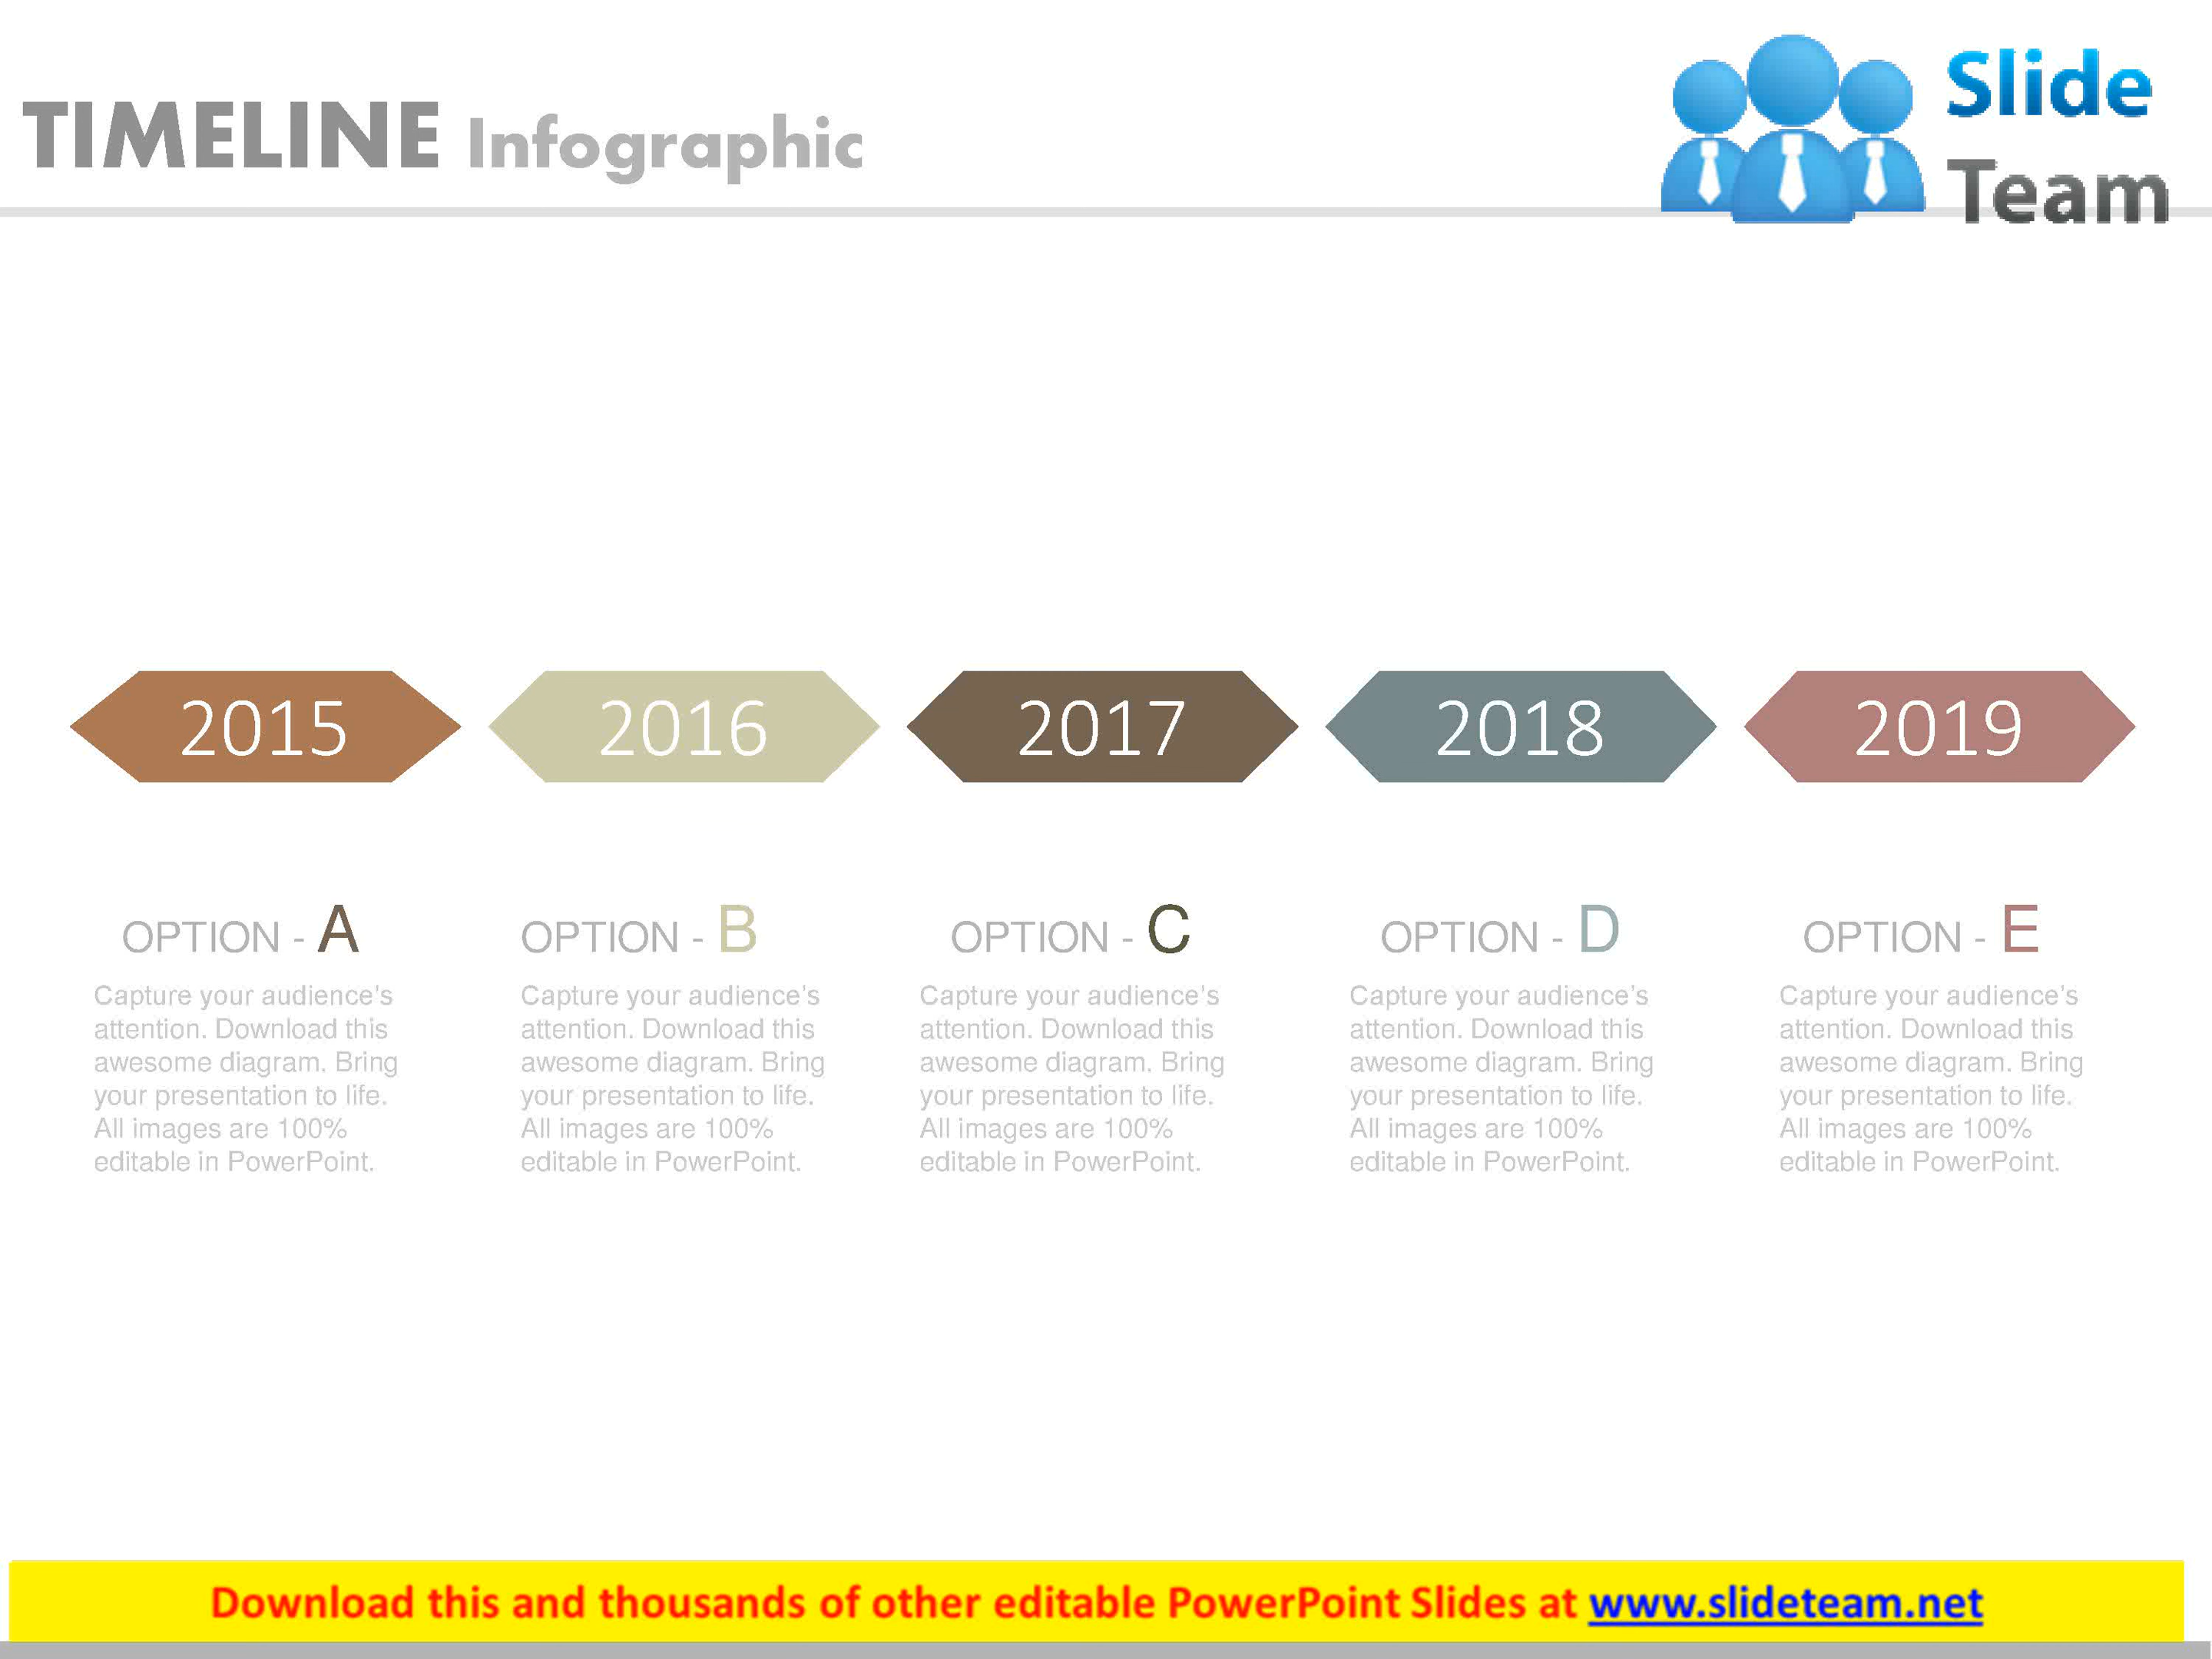 TIMELINE Infographic
Slide
Team
2015
2016
2017
2018
2019
OPTION - A
Capture your audience's
attention. Download this
awesome diagram. Bring
your presentation to life.
All images are 100%
editable in PowerPoint.
OPTION - B
Capture your audience's
attention. Download this
awesome diagram. Bring
your presentation to life.
All images are 100%
editable in PowerPoint.
OPTION - C
Capture your audience's
attention. Download this
awesome diagram. Bring
your presentation to life.
All images are 100%
editable in PowerPoint.
OPTION - D
Capture your audience's
attention. Download this
awesome diagram. Bring
your presentation to life.
All images are 100%
editable in PowerPoint.
OPTION - E
Capture your audience's
attention. Download this
awesome diagram. Bring
your presentation to life.
All images are 100%
editable in PowerPoint.
Download this and thousands of other editable PowerPoint Slides at www.slideteam.net